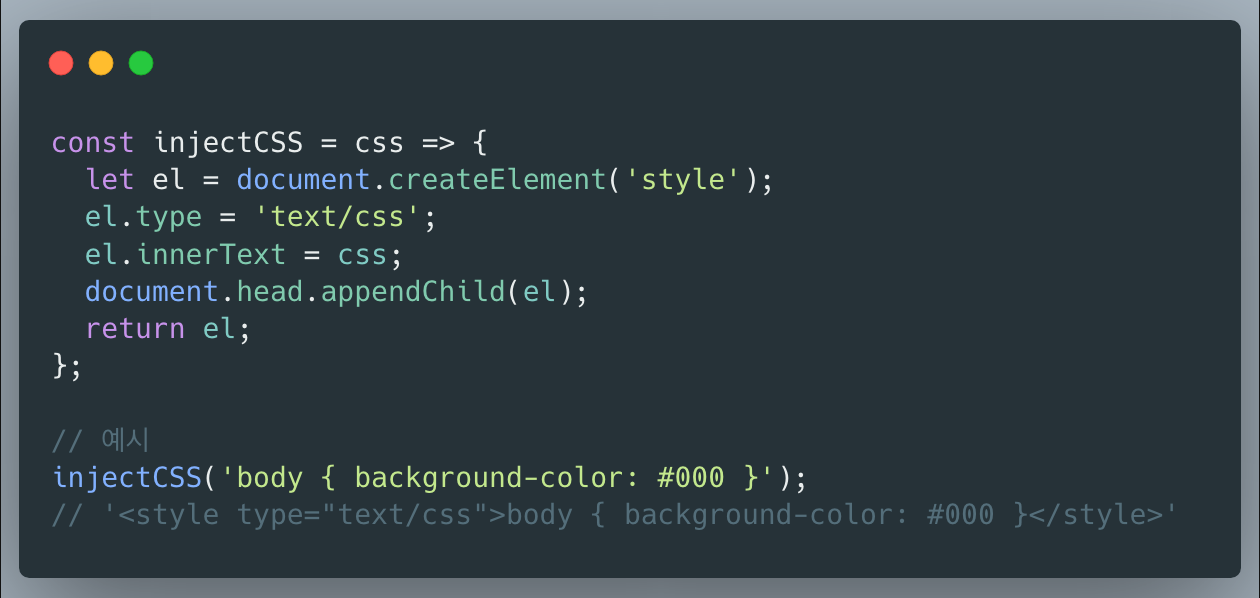 const injectCSS = css => {
  let el = document.createElement('style');
  el.type = 'text/css';
  el.innerText = css;
  document.head.appendChild(el);
  return el;
};

// 예시
injectCSS('body { background-color: #000 }');
// '<style type="text/css">body { background-color: #000 }</style>'